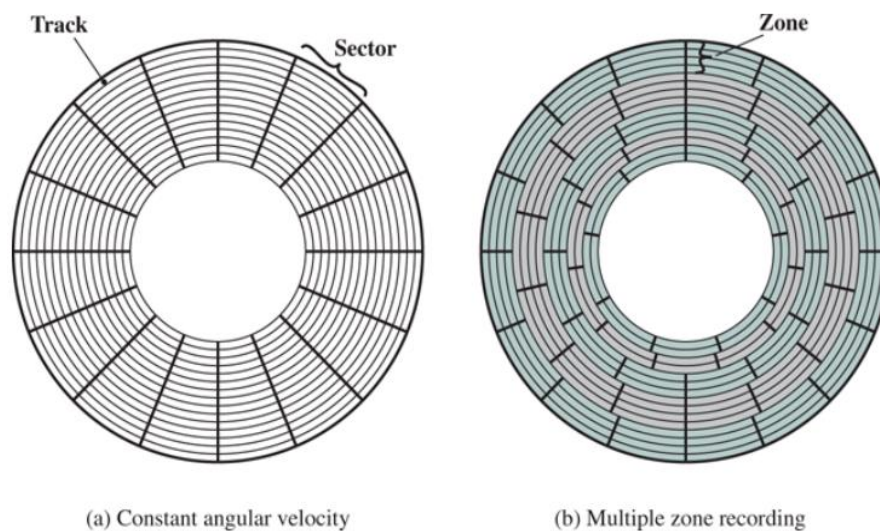 Track
Sector
Zone
(a) Constant angular velocity
(b) Multiple zone recording